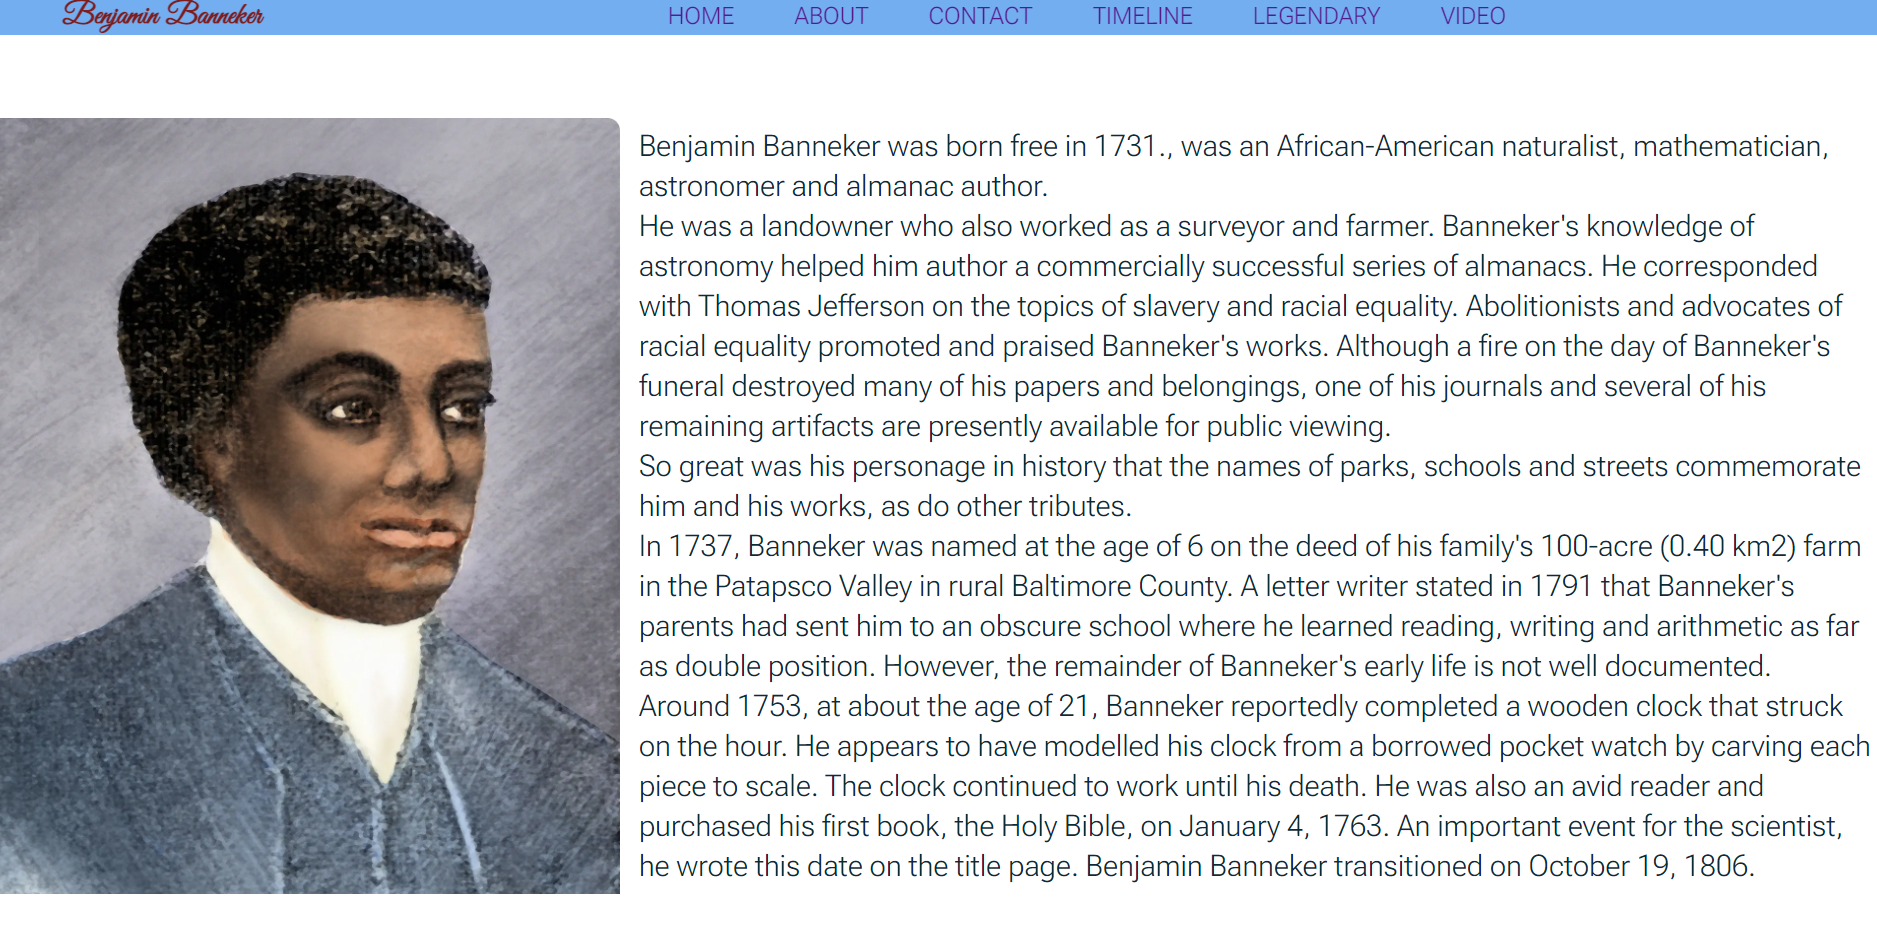 Benjamin Banneker
HOME ABOUT CONTACT TIMELINE LEGENDARY VIDEO
Benjamin Banneker was born free in 1731., was an African-American naturalist, mathematician,
astronomer and almanac author.
He was a landowner who also worked as a surveyor and farmer. Banneker's knowledge of
astronomy helped him author a commercially successful series of almanacs. He corresponded
with Thomas Jefferson on the topics of slavery and racial equality. Abolitionists and advocates of
racial equality promoted and praised Banneker's works. Although a fire on the day of Banneker's
funeral destroyed many of his papers and belongings, one of his journals and several of his
remaining artifacts are presently available for public viewing.
So great was his personage in history that the names of parks, schools and streets commemorate
him and his works, as do other tributes.
In 1737, Banneker was named at the age of 6 on the deed of his family's 100-acre (0.40 km2) farm
in the Patapsco Valley in rural Baltimore County. A letter writer stated in 1791 that Banneker's
parents had sent him to an obscure school where he learned reading, writing and arithmetic as far
as double position. However, the remainder of Banneker's early life is not well documented.
Around 1753, at about the age of 21, Banneker reportedly completed a wooden clock that struck
on the hour. He appears to have modelled his clock from a borrowed pocket watch by carving each
piece to scale. The clock continued to work until his death. He was also an avid reader and
purchased his first book, the Holy Bible, on January 4, 1763. An important event for the scientist,
he wrote this date on the title page. Benjamin Banneker transitioned on October 19, 1806.